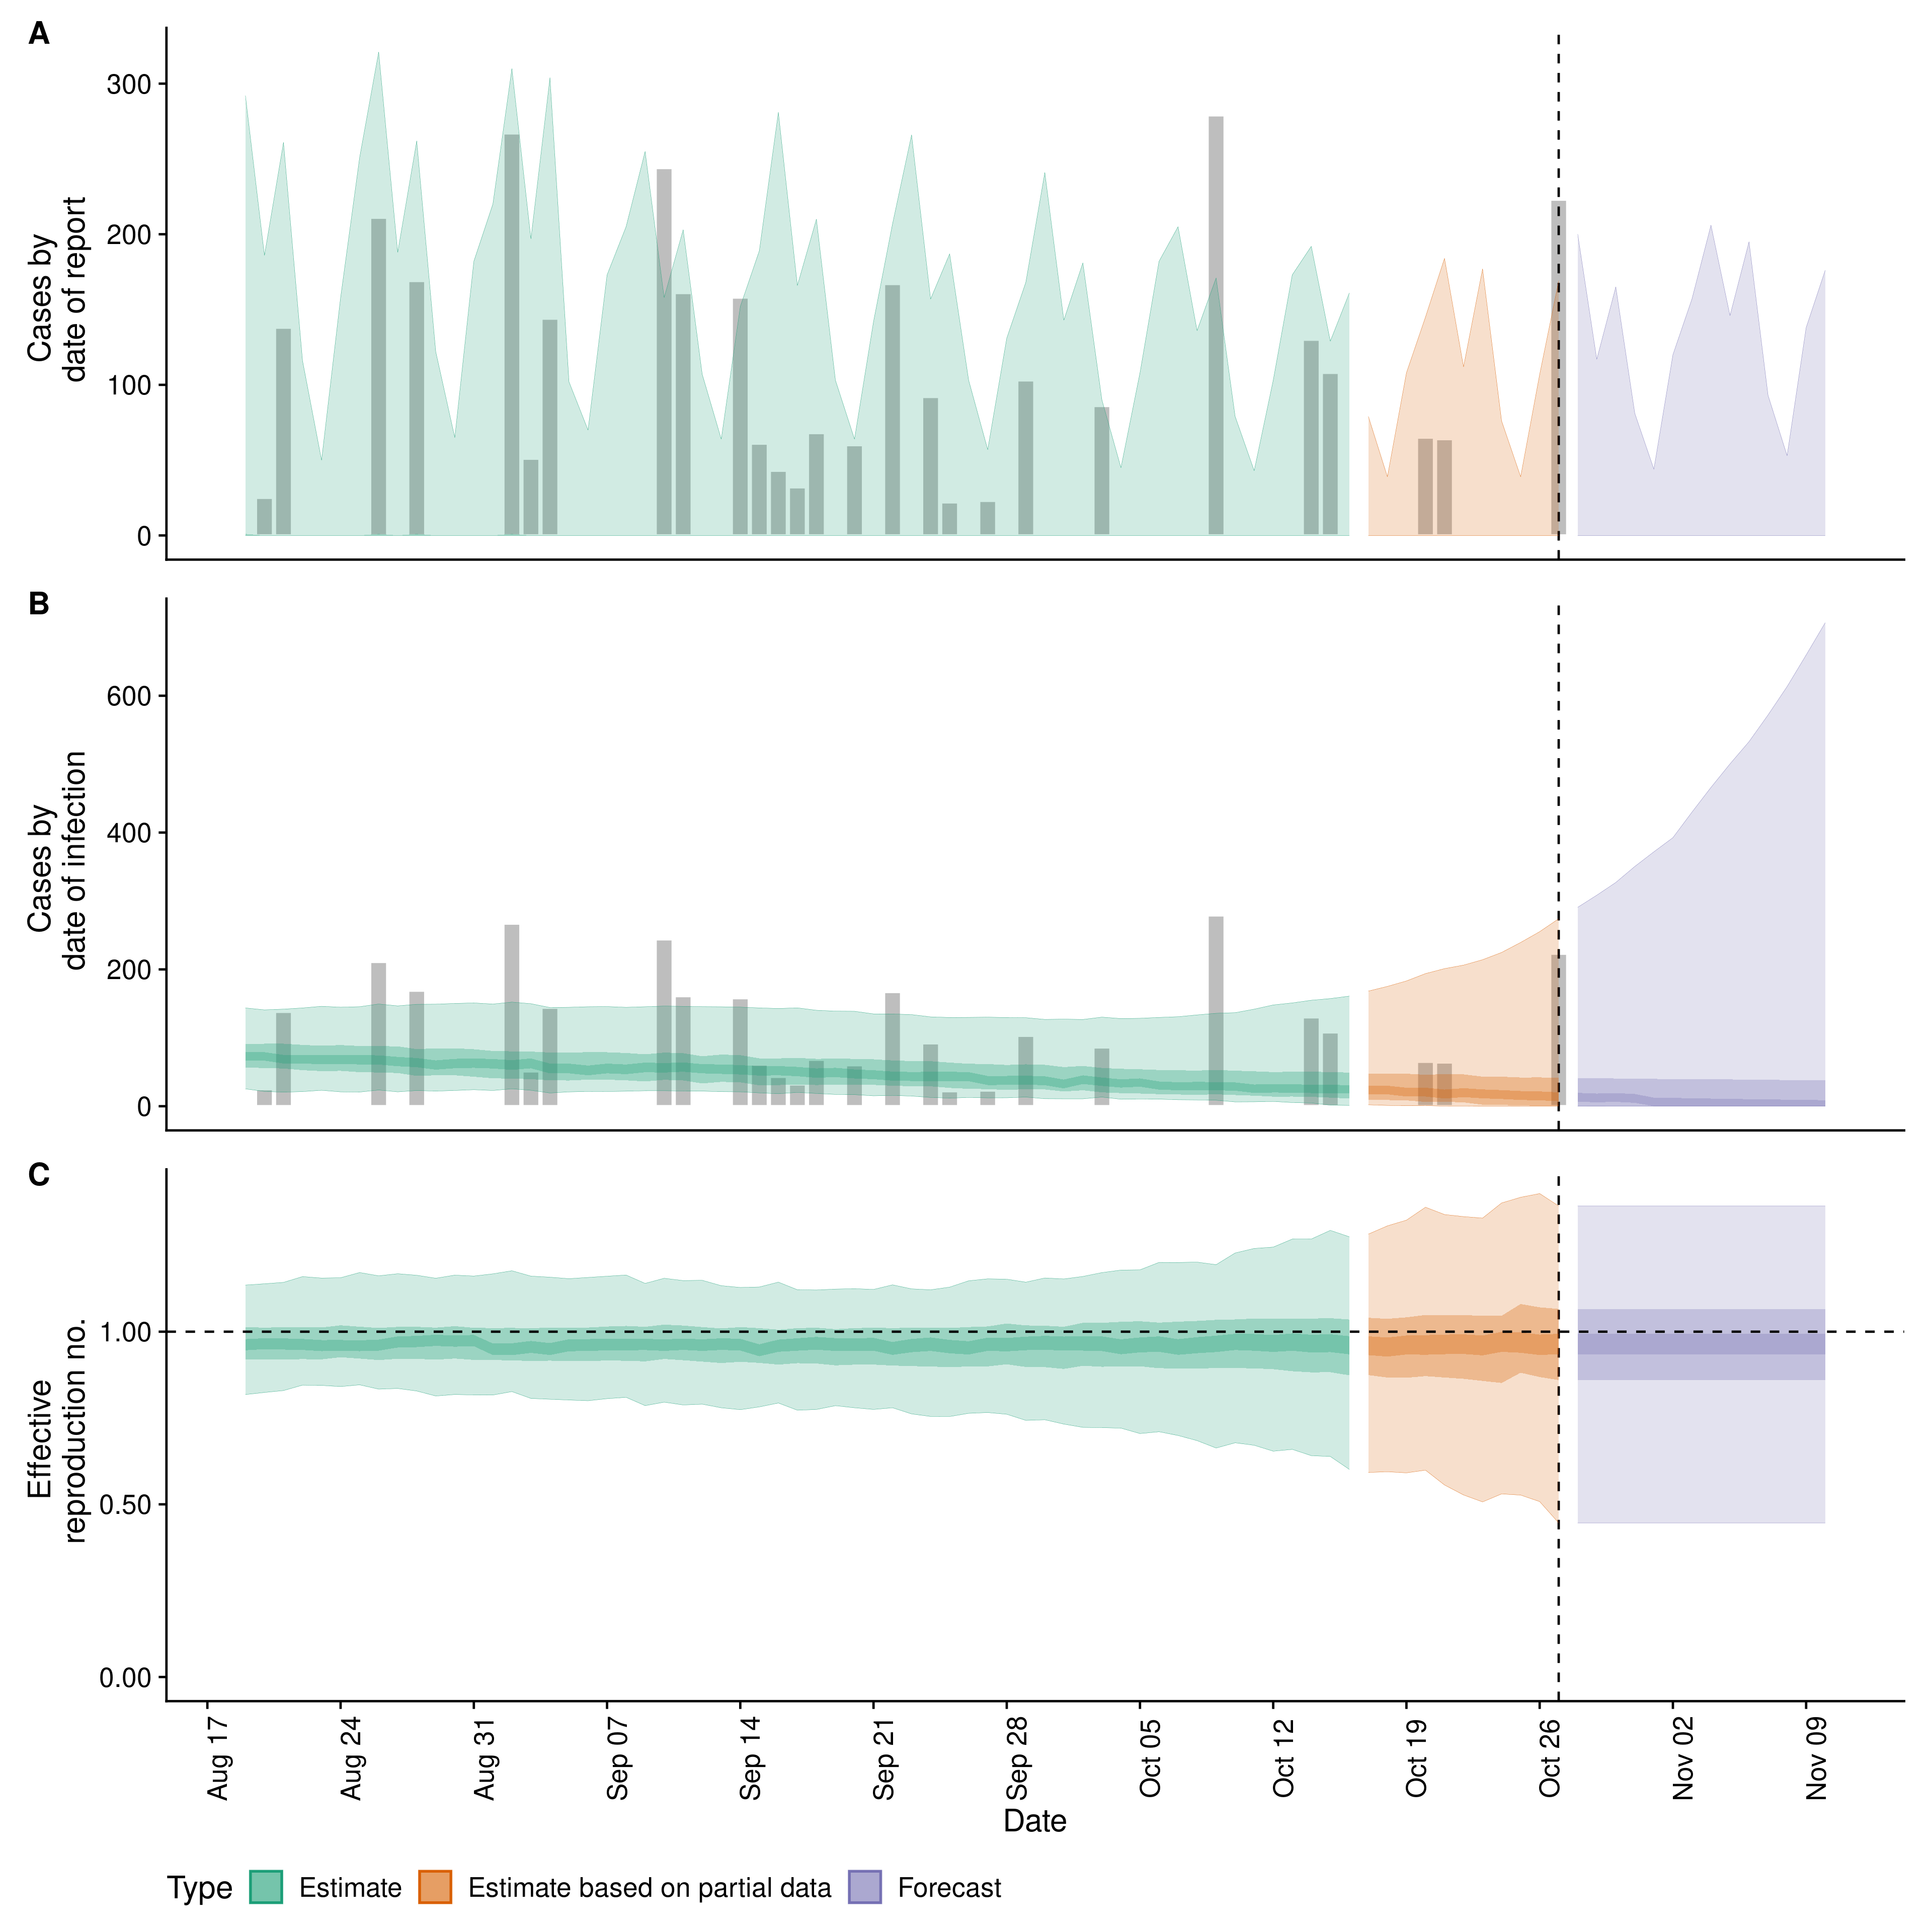 A
Cases by
date of report
300
200
100
0
B
Cases by
date of infection
600
400
200
0
C
Effective
reproduction no.
1.00
0.50
0.00
Aug 17
Aug 24
Aug 31
Sep 07
Sep 14
Sep 21
Sep 28
Oct 05
Oct 12
Oct 19
Oct 26
Nov 02
Nov 09
Date
Type Estimate Estimate based on partial data Forecast